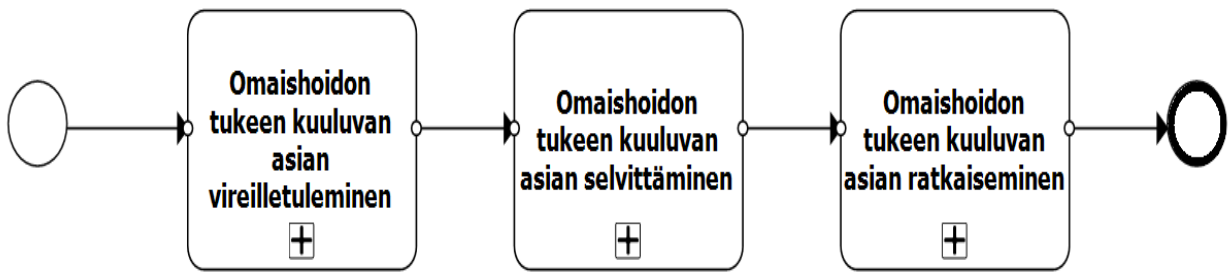 Omaishoidon
tukeen kuuluvan
asian
vireilletuleminen
Omaishoidon
tukeen kuuluvan
asian selvittäminen
Omaishoidon
tukeen kuuluvan
asian ratkaiseminen